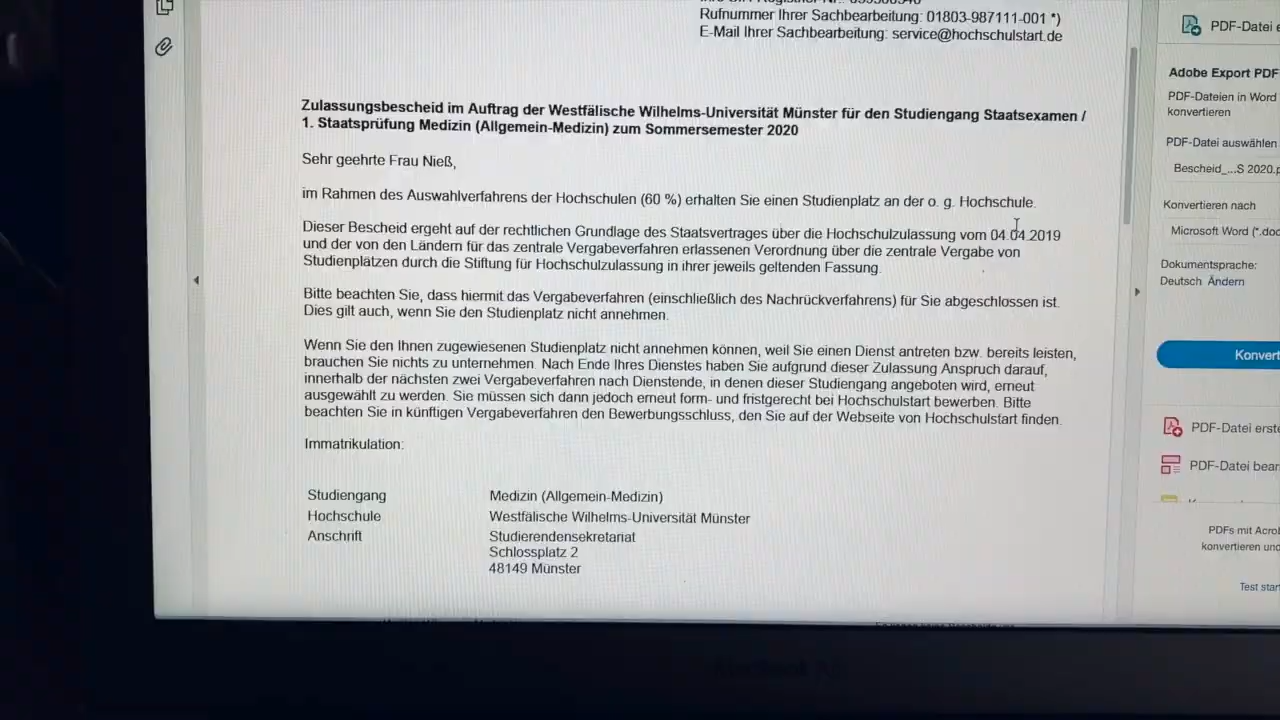 Rufnummer Ihrer Sachbearbeitung: 01803-987111-001 *)
E-Mail Ihrer Sachbearbeitung: service@hochschulstart.de
Zulassungsbescheid im Auftrag der Westfälische Wilhelms-Universität Münster für den Studiengang Staatsexamen /
1. Staatsprüfung Medizin (Allgemein-Medizin) zum Sommersemester 2020
Sehr geehrte Frau Nieß,
im Rahmen des Auswahlverfahrens der Hochschulen (60 %) erhalten Sie einen Studienplatz an der o. g. Hochschule.
Dieser Bescheid ergeht auf der rechtlichen Grundlage des Staatsvertrages über die Hochschulzulassung vom 04.04.2019
und der von den Ländern für das zentrale Vergabeverfahren erlassenen Verordnung über die zentrale Vergabe von
Studienplätzen durch die Stiftung für Hochschulzulassung in ihrer jeweils geltenden Fassung.
Bitte beachten Sie, dass hiermit das Vergabeverfahren (einschließlich des Nachrückverfahrens) für Sie abgeschlossen ist.
Dies gilt auch, wenn Sie den Studienplatz nicht annehmen.
Wenn Sie den Ihnen zugewiesenen Studienplatz nicht annehmen können, weil Sie einen Dienst antreten bzw. bereits leisten,
brauchen Sie nichts zu unternehmen. Nach Ende Ihres Dienstes haben Sie aufgrund dieser Zulassung Anspruch darauf,
innerhalb der nächsten zwei Vergabeverfahren nach Dienstende, in denen dieser Studiengang angeboten wird, erneut
ausgewählt zu werden. Sie müssen sich dann jedoch erneut form- und fristgerecht bei Hochschulstart bewerben. Bitte
beachten Sie in künftigen Vergabeverfahren den Bewerbungsschluss, den Sie auf der Webseite von Hochschulstart finden.
Immatrikulation:
Studiengang Medizin (Allgemein-Medizin)
Hochschule Westfälische Wilhelms-Universität Münster
Anschrift Studierendensekretariat
Schlossplatz 2
48149 Münster
PDF-Datei e
Adobe Export PDF
PDF-Dateien in Word
konvertieren
PDF-Datei auswählen
Bescheid_...S 2020.p
Konvertieren nach
Microsoft Word (*.doc
Dokumentsprache:
Deutsch Ändern
Konvert
PDF-Datei erste
PDF-Datei bear
PDFs mit Acrol
konvertieren und
Test star